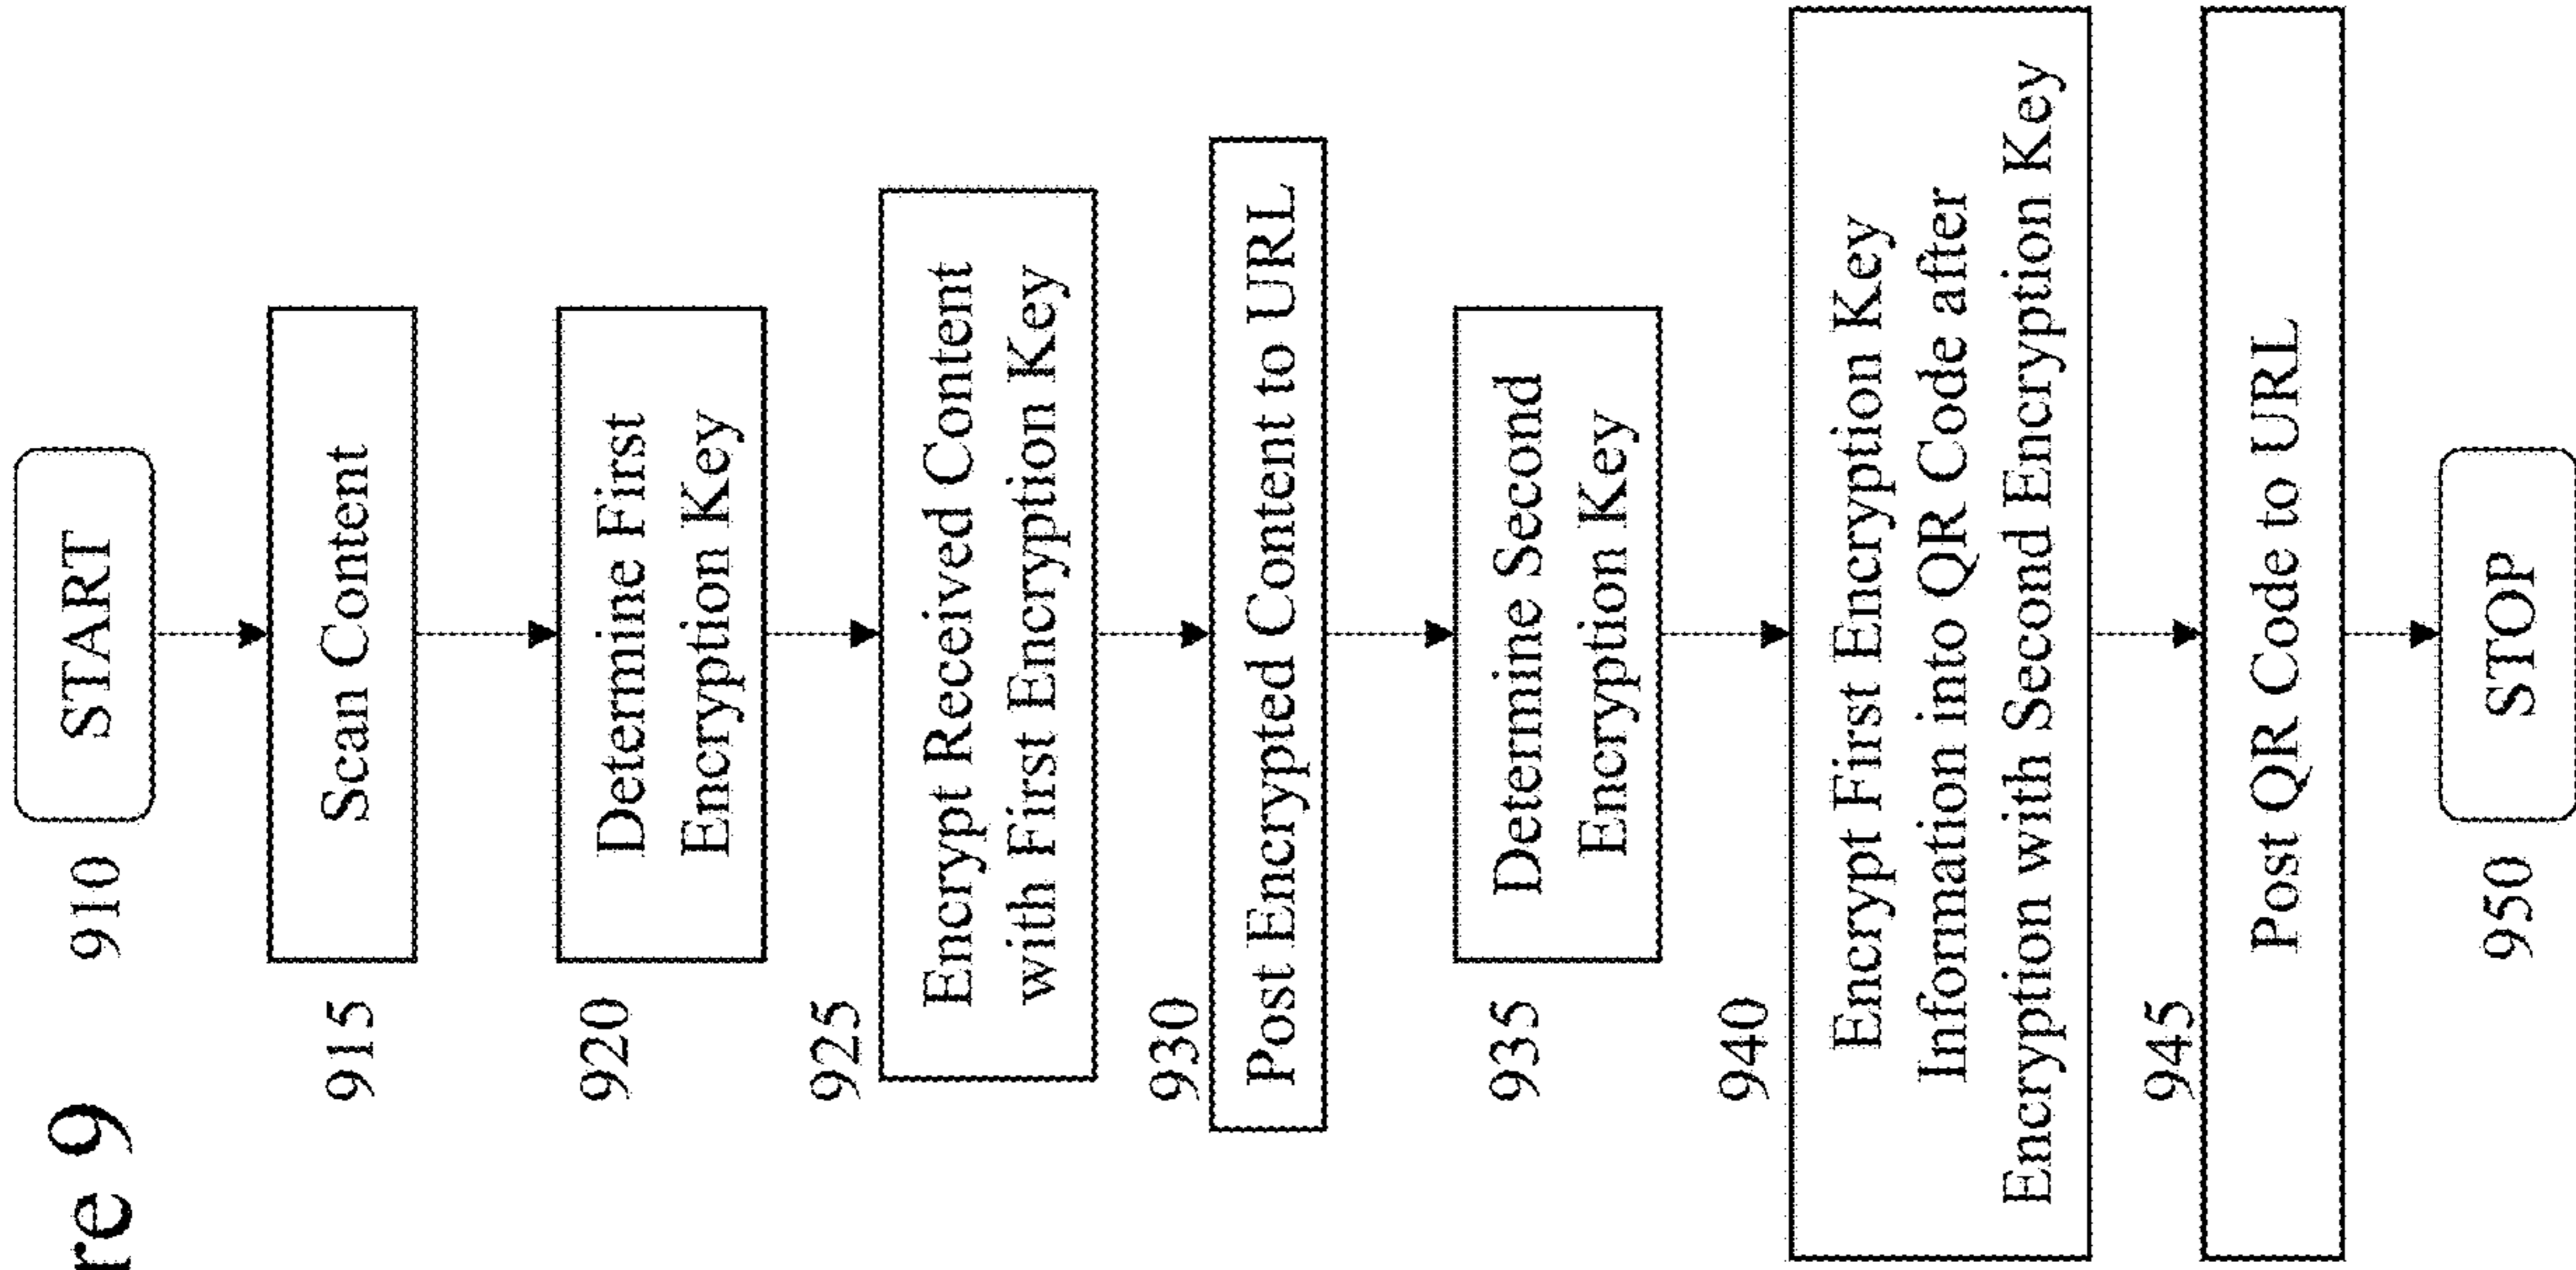 re 9
910
START
915
Scan Content
920
Determine First
Encryption Key
925
Encrypt Received Content
with First Encryption Key
930
Post Encrypted Content to URL
935
Determine Second
Encryption Key
940
Encrypt First Encryption Key
Information into QR Code after
Encryption with Second Encryption Key
945
Post QR Code to URL
950
STOP